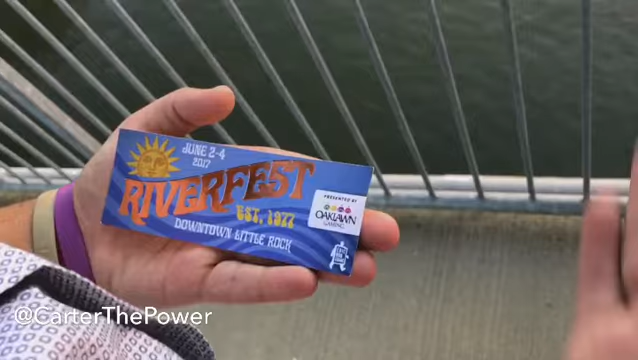 JUNE 2-4
2017
RIVERFEST
EST. 1977
DOWNTOWN LITTLE ROCK
PRESENTED BY
OAKLAWN
GAMING
@CarterThePower